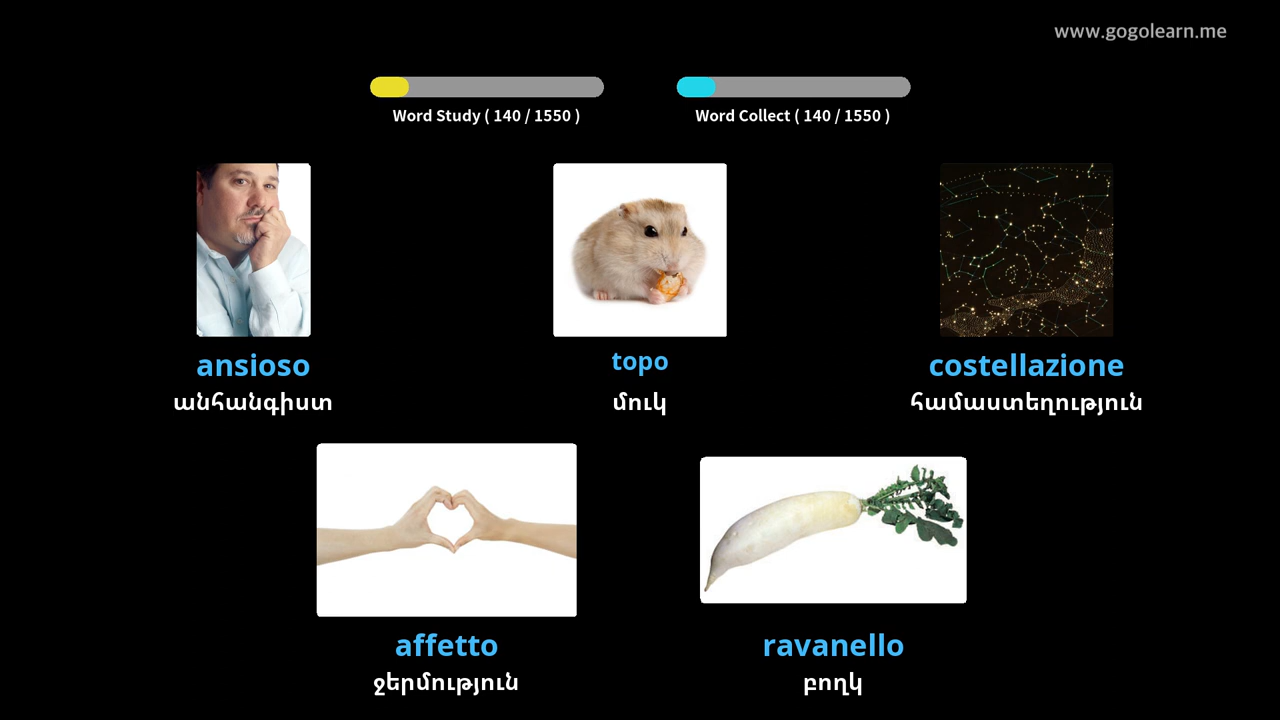 www.gogolearn.me
Word Study ( 140 / 1550 )
Word Collect ( 140 / 1550 )
ansioso
անհանգիստ
topo
մուկ
costellazione
համաստեղություն
affetto
ջերմություն
ravanello
բողկ